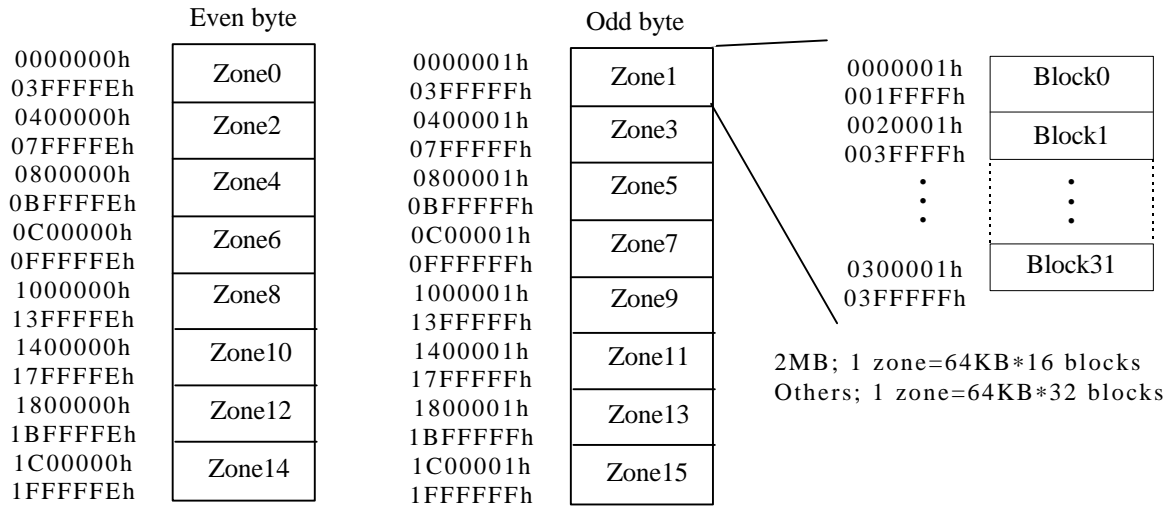 Even byte
0000000h
03FFFFEh
Zone0
0400000h
07FFFFEh
Zone2
0800000h
0BFFFFEh
Zone4
0C00000h
0FFFFFEh
Zone6
1000000h
13FFFFEh
Zone8
1400000h
17FFFFEh
Zone10
1800000h
1BFFFFEh
Zone12
1C00000h
1FFFFFEh
Zone14
Odd byte
0000001h
03FFFFFh
Zone1
0400001h
07FFFFFh
Zone3
0800001h
0BFFFFFh
Zone5
0C00001h
0FFFFFFh
Zone7
1000001h
13FFFFFh
Zone9
1400001h
17FFFFFh
Zone11
1800001h
1BFFFFFh
Zone13
1C00001h
1FFFFFFh
Zone15
0000001h
001FFFFh
Block0
0020001h
003FFFFh
Block1
0300001h
03FFFFFh
Block31
2MB; 1 zone=64KB*16 blocks
Others; 1 zone=64KB*32 blocks